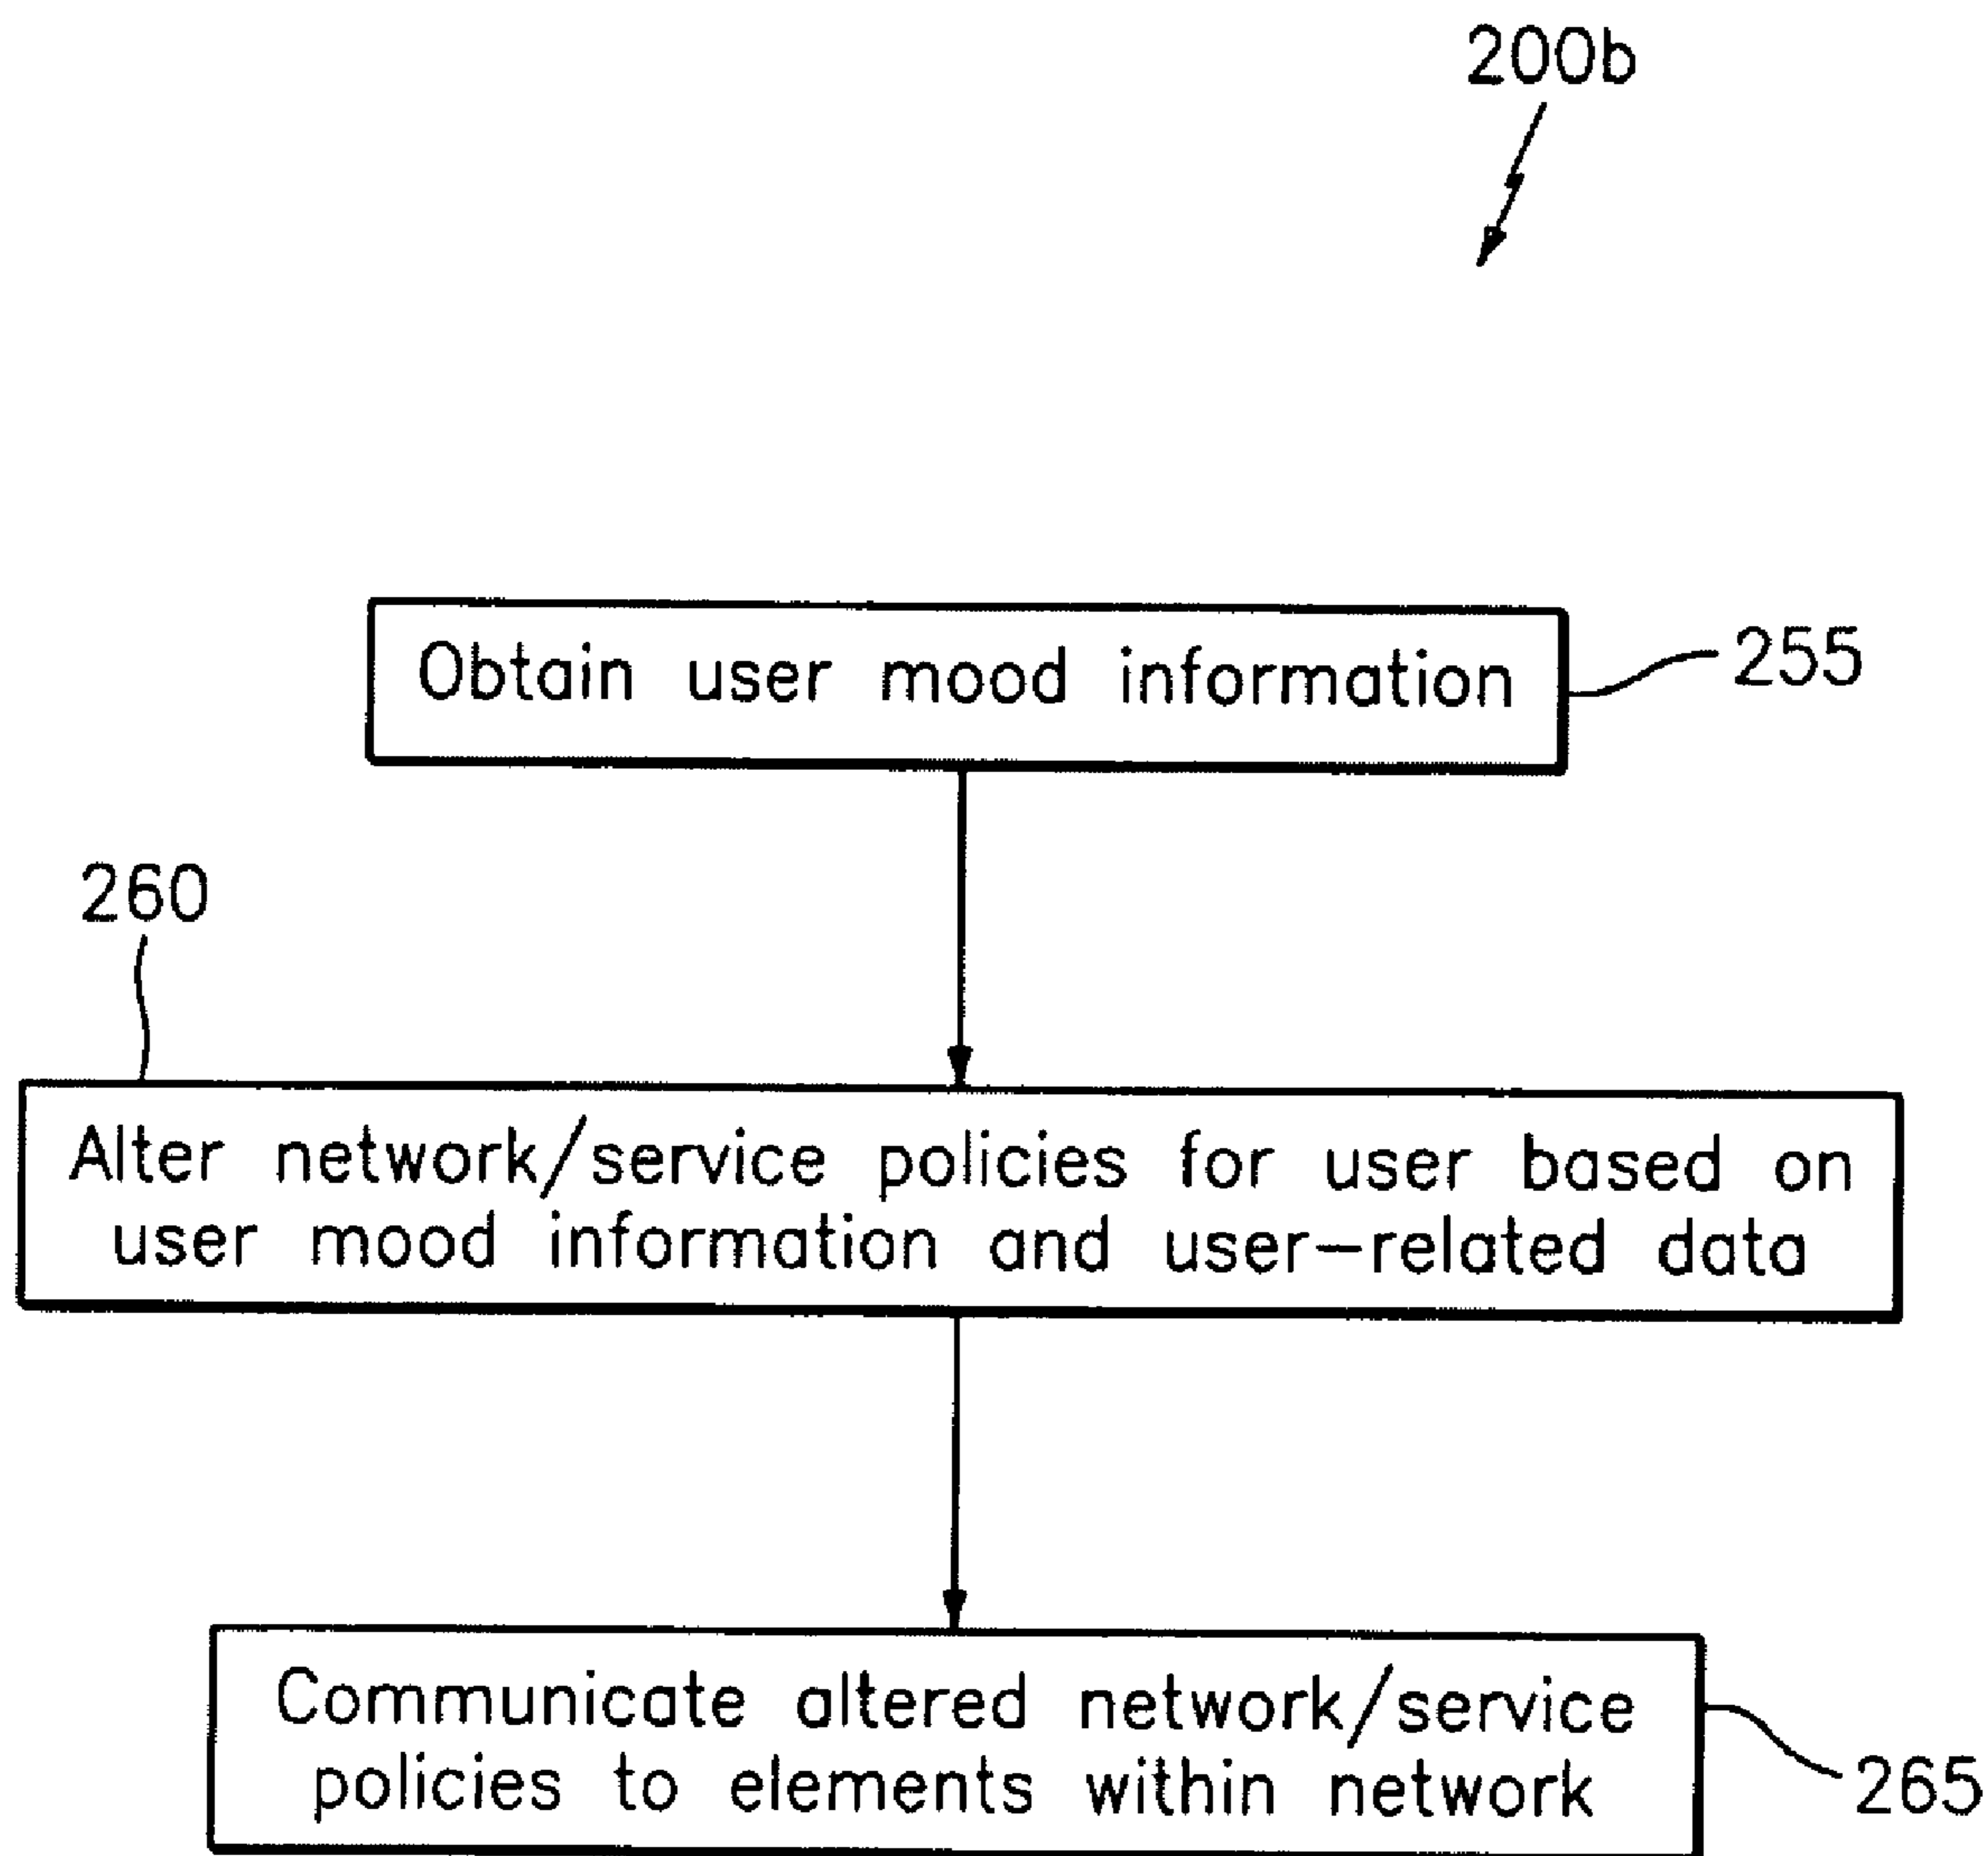 200b
Obtain user mood information
255
260
Alter network/service policies for user based on
user mood information and user-related data
Communicate altered network/service
policies to elements within network
265